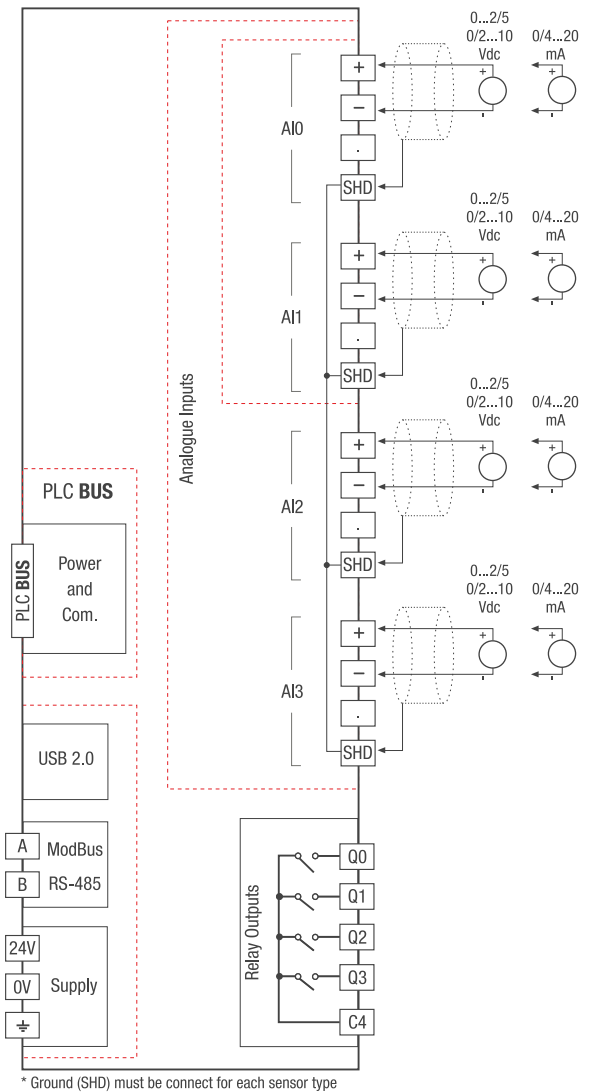 0...2/5
0/2...10
Vdc
0/4...20
mA
+
−
.
SHD
AI0
+
-
+
-
0...2/5
0/2...10
Vdc
0/4...20
mA
+
−
.
SHD
AI1
+
-
+
-
Analogue Inputs
0...2/5
0/2...10
Vdc
0/4...20
mA
+
−
.
SHD
AI2
+
-
+
-
0...2/5
0/2...10
Vdc
0/4...20
mA
+
−
.
SHD
AI3
+
-
+
-
PLC BUS
PLC BUS
Power
and
Com.
USB 2.0
A
B
ModBus
RS-485
24V
0V
Supply
Relay Outputs
Q0
Q1
Q2
Q3
C4
* Ground (SHD) must be connect for each sensor type